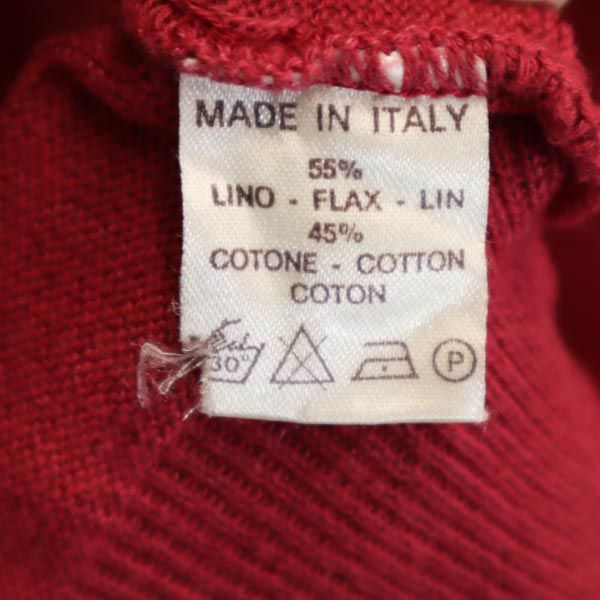 MADE IN ITALY
55%
LINO - FLAX - LIN
45%
COTONE - COTTON
COTON
30° P